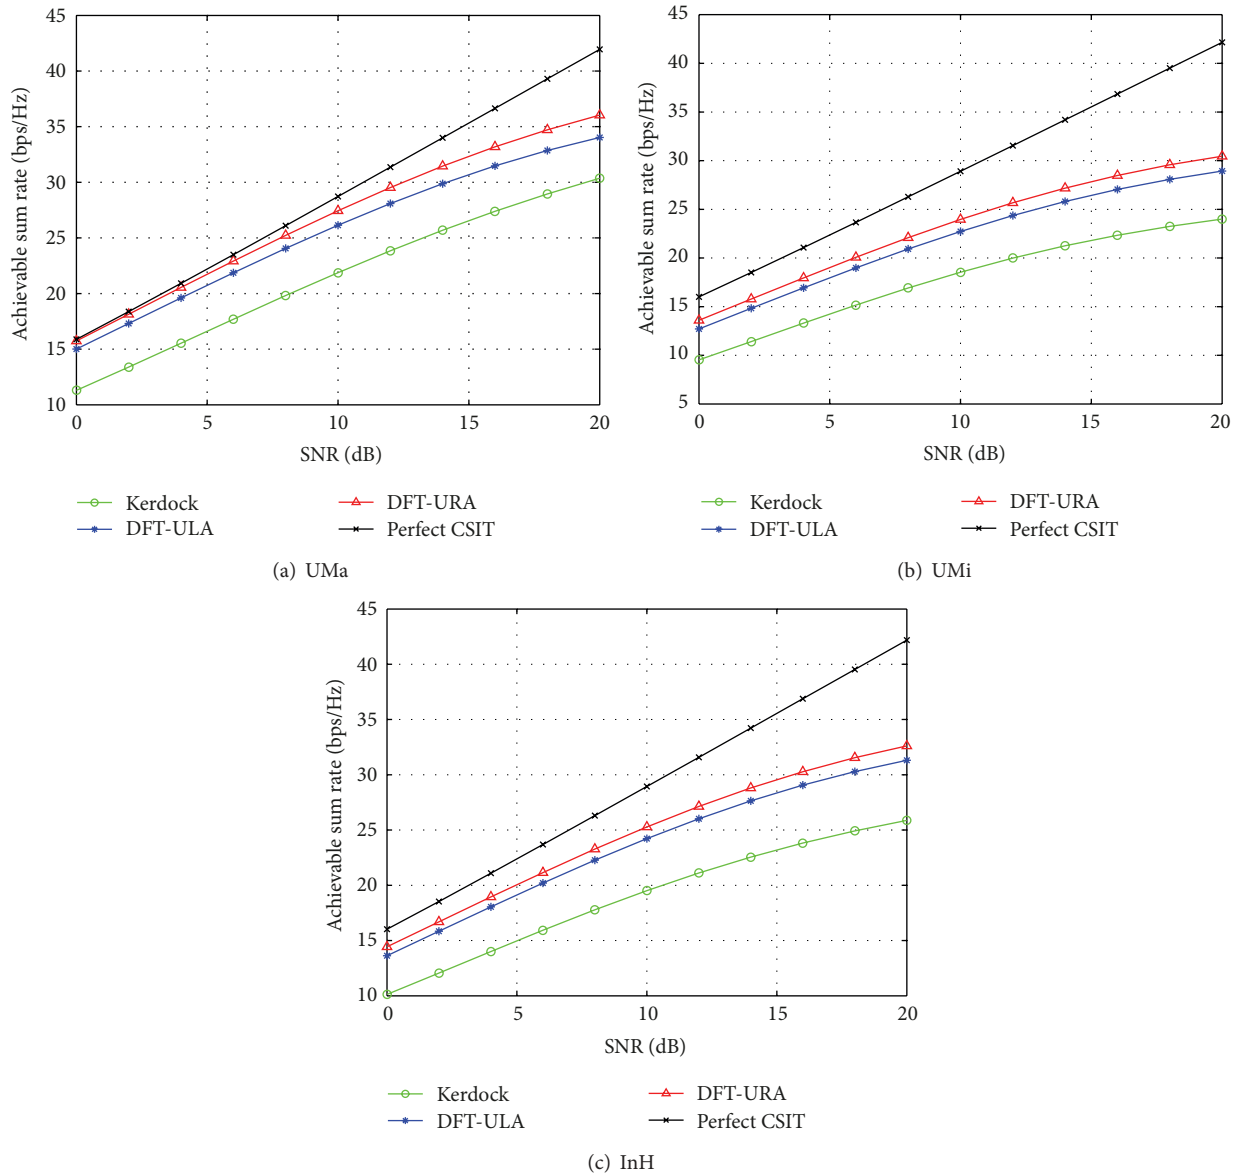 Achievable sum rate (bps/Hz)
45
40
35
30
25
20
15
10
0 5 10 15 20
SNR (dB)
Kerdock
DFT-ULA
DFT-URA
Perfect CSIT
(a) UMa
Achievable sum rate (bps/Hz)
45
40
35
30
25
20
15
10
5
0 5 10 15 20
SNR (dB)
Kerdock
DFT-ULA
DFT-URA
Perfect CSIT
(b) UMi
Achievable sum rate (bps/Hz)
45
40
35
30
25
20
15
10
0 5 10 15 20
SNR (dB)
Kerdock
DFT-ULA
DFT-URA
Perfect CSIT
(c) InH